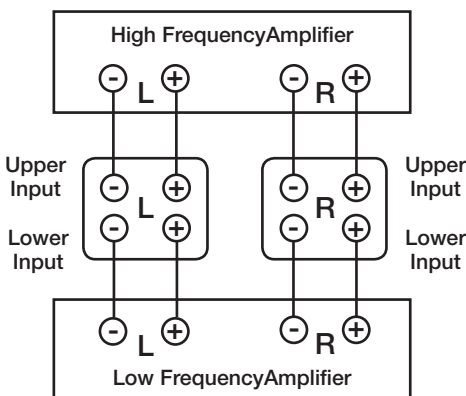 High FrequencyAmplifier
- L + - R +
Upper Input
- L +
- R +
Upper Input
Lower Input
- +
- +
Lower Input
- L + - R +
Low FrequencyAmplifier